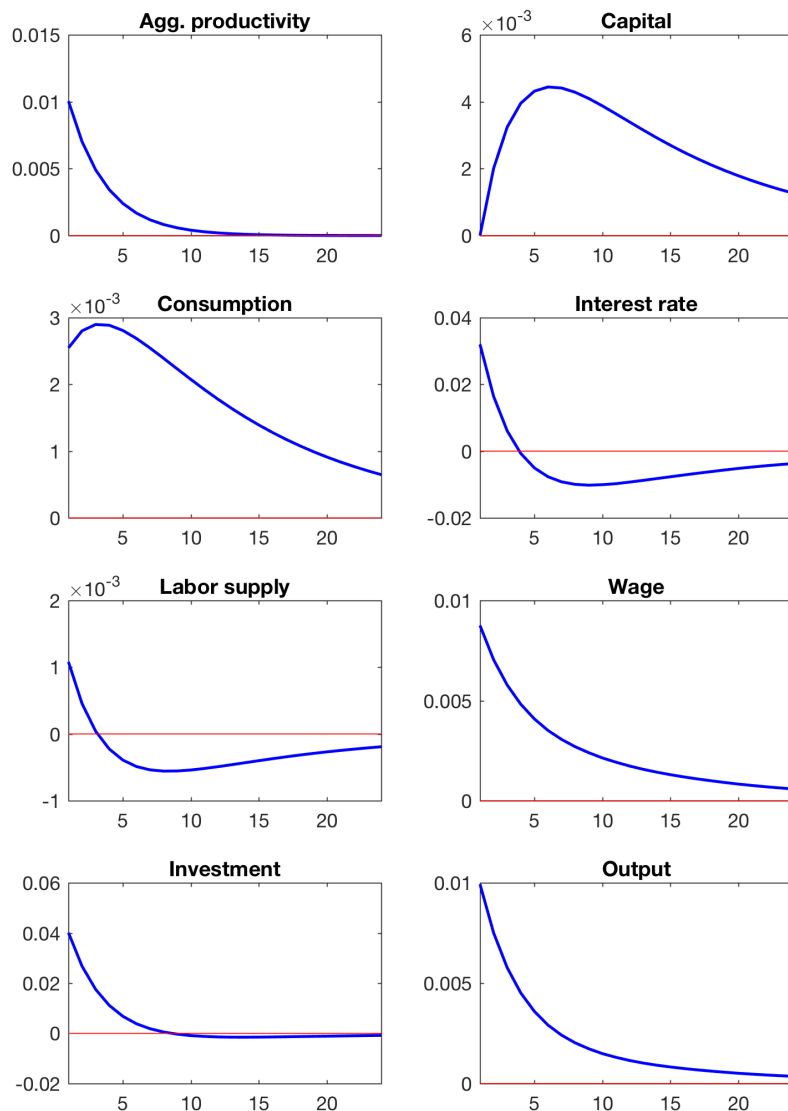 Agg. productivity
0.015
0.01
0.005
0
5 10 15 20
Capital
×10-3
6
4
2
0
5 10 15 20
Consumption
×10-3
3
2
1
0
5 10 15 20
Interest rate
0.04
0.02
0
-0.02
5 10 15 20
Labor supply
×10-3
2
1
0
-1
5 10 15 20
Wage
0.01
0.005
0
5 10 15 20
Investment
0.06
0.04
0.02
0
-0.02
5 10 15 20
Output
0.01
0.005
0
5 10 15 20